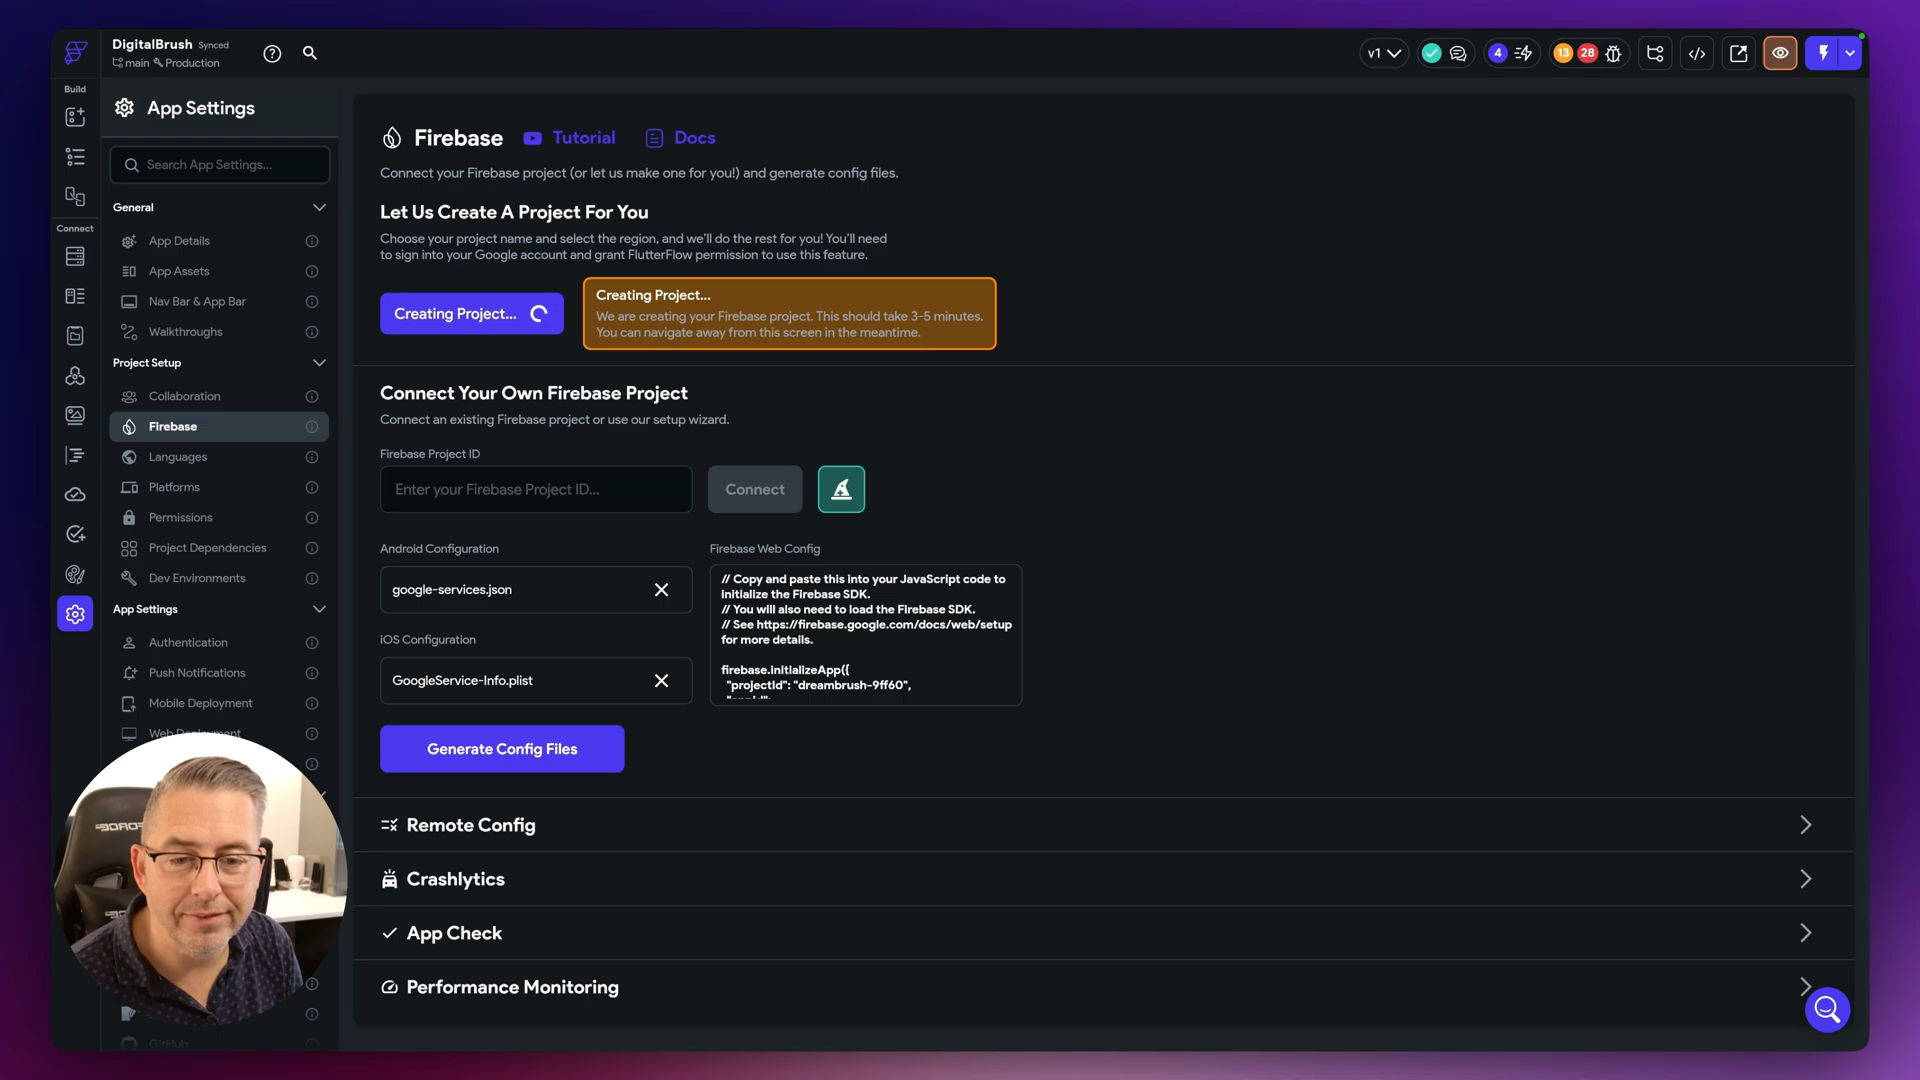 DigitalBrush Synced
main Production
v1
4
13 28
Build
Connect
App Settings
Search App Settings...
General
App Details
App Assets
Nav Bar & App Bar
Walkthroughs
Project Setup
Collaboration
Firebase
Languages
Platforms
Permissions
Project Dependencies
Dev Environments
App Settings
Authentication
Push Notifications
Mobile Deployment
Web Deployment
GitHub
Firebase Tutorial Docs
Connect your Firebase project (or let us make one for you!) and generate config files.
Let Us Create A Project For You
Choose your project name and select the region, and we'll do the rest for you! You'll need
to sign into your Google account and grant FlutterFlow permission to use this feature.
Creating Project...
Creating Project...
We are creating your Firebase project. This should take 3-5 minutes.
You can navigate away from this screen in the meantime.
Connect Your Own Firebase Project
Connect an existing Firebase project or use our setup wizard.
Firebase Project ID
Enter your Firebase Project ID...
Connect
Android Configuration
google-services.json
iOS Configuration
GoogleService-Info.plist
Firebase Web Config
// Copy and paste this into your JavaScript code to
initialize the Firebase SDK.
// You will also need to load the Firebase SDK.
// See https://firebase.google.com/docs/web/setup
for more details.
firebase.initializeApp({
"projectId": "dreambrush-9ff60",
Generate Config Files
Remote Config
Crashlytics
App Check
Performance Monitoring